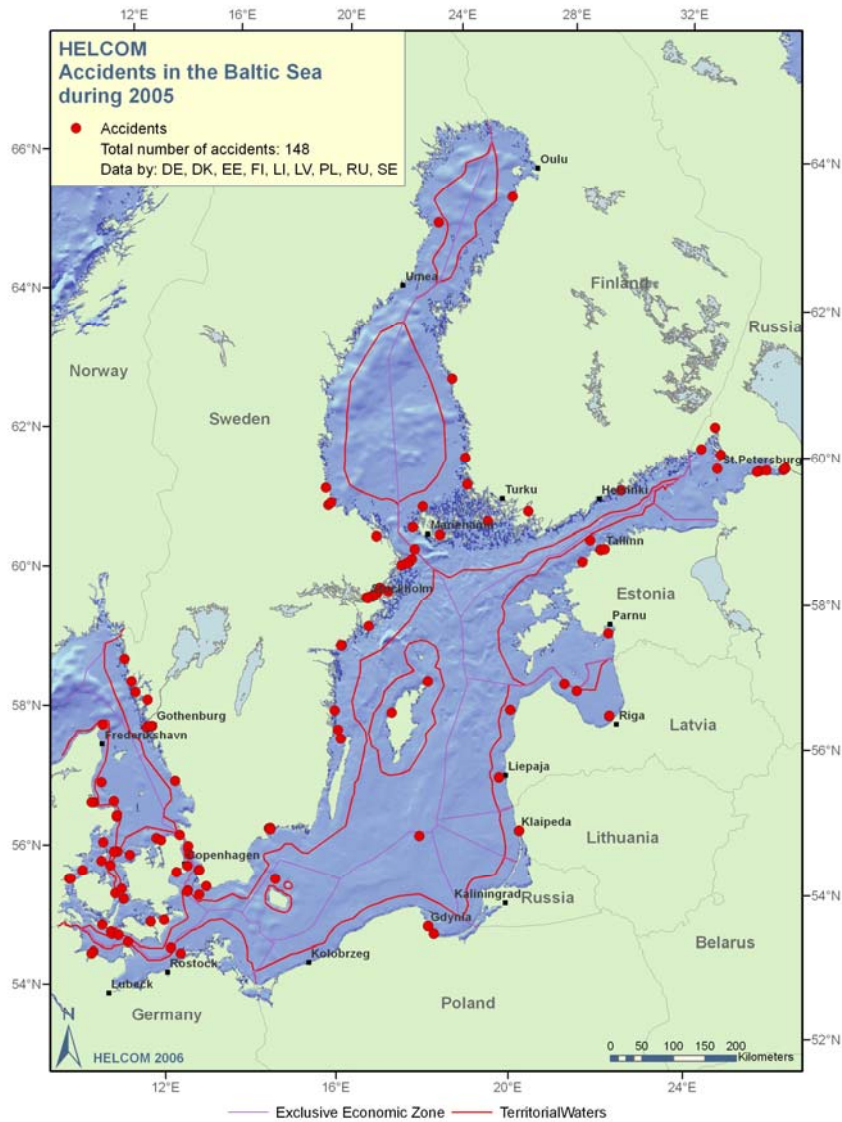 12°E 16°E 20°E 24°E 28°E 32°E
HELCOM
Accidents in the Baltic Sea
during 2005
Accidents
Total number of accidents: 148
Data by: DE, DK, EE, FI, LI, LV, PL, RU, SE
66°N
64°N
Oulu
Umea
Finland
64°N
62°N
Russia
Norway
Sweden
62°N
60°N
St.Petersburg
Turku
Helsinki
Mariehamn
Tallinn
60°N
Stockholm
Estonia
58°N
Parnu
58°N
Gothenburg
Frederikshavn
Riga
Latvia
56°N
Liepaja
Klaipeda
56°N
Copenhagen
Lithuania
Kaliningrad
Russia
54°N
Gdynia
Belarus
Kolobrzeg
Rostock
54°N
Lubeck
Germany
Poland
N
HELCOM 2006
0 50 100 150 200
Kilometers
52°N
12°E 16°E 20°E 24°E
Exclusive Economic Zone TerritorialWaters